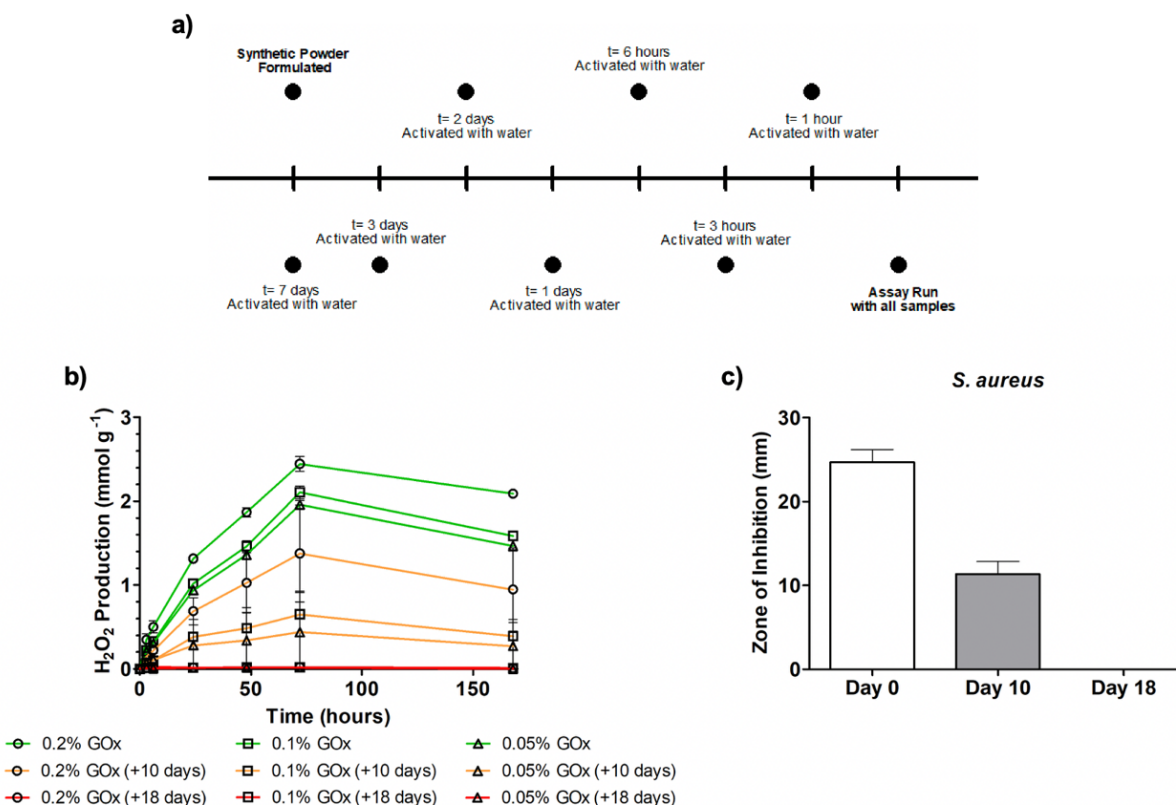 a)
Synthetic Powder
Formulated
t= 2 days
Activated with water
t= 6 hours
Activated with water
t= 1 hour
Activated with water
t= 7 days
Activated with water
t= 3 days
Activated with water
t= 1 days
Activated with water
t= 3 hours
Activated with water
Assay Run
with all samples
b)
H₂O₂ Production (mmol g⁻¹)
3
2
1
0
0 50 100 150
Time (hours)
0.2% GOx 0.1% GOx 0.05% GOx
0.2% GOx (+10 days) 0.1% GOx (+10 days) 0.05% GOx (+10 days)
0.2% GOx (+18 days) 0.1% GOx (+18 days) 0.05% GOx (+18 days)
c)
S. aureus
Zone of Inhibition (mm)
30
20
10
0
Day 0 Day 10 Day 18